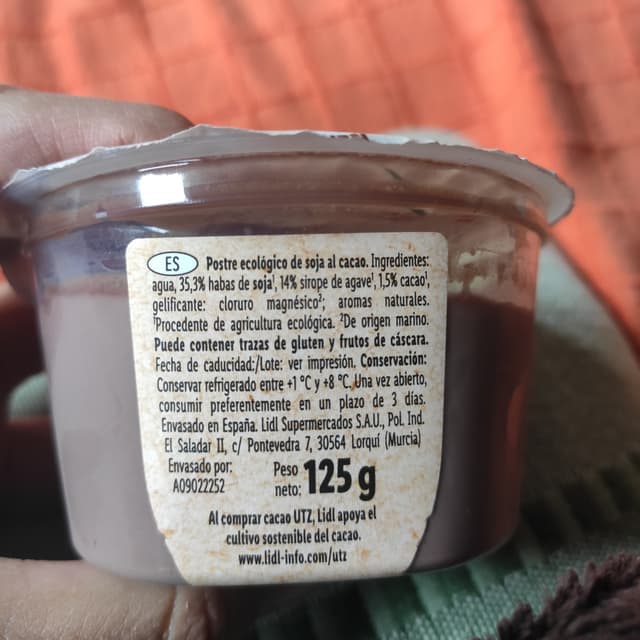 ES Postre ecológico de soja al cacao. Ingredientes:
agua, 35,3% habas de soja¹, 14% sirope de agave¹, 1,5% cacao¹,
gelificante: cloruro magnésico²; aromas naturales.
¹Procedente de agricultura ecológica. ²De origen marino.
Puede contener trazas de gluten y frutos de cáscara.
Fecha de caducidad:/Lote: ver impresión. Conservación:
Conservar refrigerado entre +1 °C y +8 °C. Una vez abierto,
consumir preferentemente en un plazo de 3 días.
Envasado en España. Lidl Supermercados S.A.U., Pol. Ind.
El Saladar II, c/ Pontevedra 7, 30564 Lorquí (Murcia)
Envasado por:
A09022252
Peso
neto: 125 g
Al comprar cacao UTZ, Lidl apoya el
cultivo sostenible del cacao.
www.lidl-info.com/utz